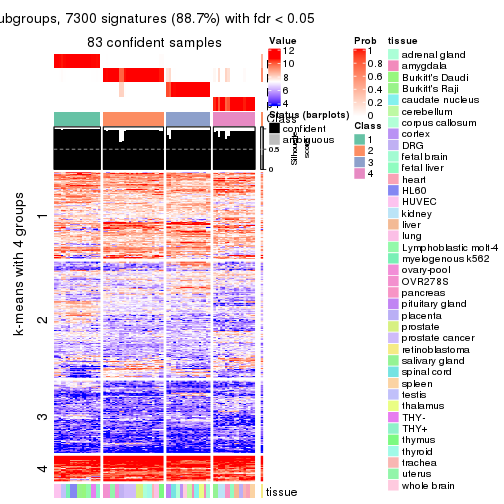 ubgroups, 7300 signatures (88.7%) with fdr < 0.05
83 confident samples
Value
12
10
8
6
4
Prob
1
0.8
0.6
0.4
0.2
0
Status (barplots)
confident
ambiguous
Class
1
2
3
4
Class
0.5
0
Silhouette
score
k-means with 4 groups
1
2
3
4
tissue
tissue
adrenal gland
amygdala
Burkitt's Daudi
Burkitt's Raji
caudate nucleus
cerebellum
corpus callosum
cortex
DRG
fetal brain
fetal liver
heart
HL60
HUVEC
kidney
liver
lung
Lymphoblastic molt-4
myelogenous k562
ovary-pool
OVR278S
pancreas
pituitary gland
placenta
prostate
prostate cancer
retinoblastoma
salivary gland
spinal cord
spleen
testis
thalamus
THY-
THY+
thymus
thyroid
trachea
uterus
whole brain